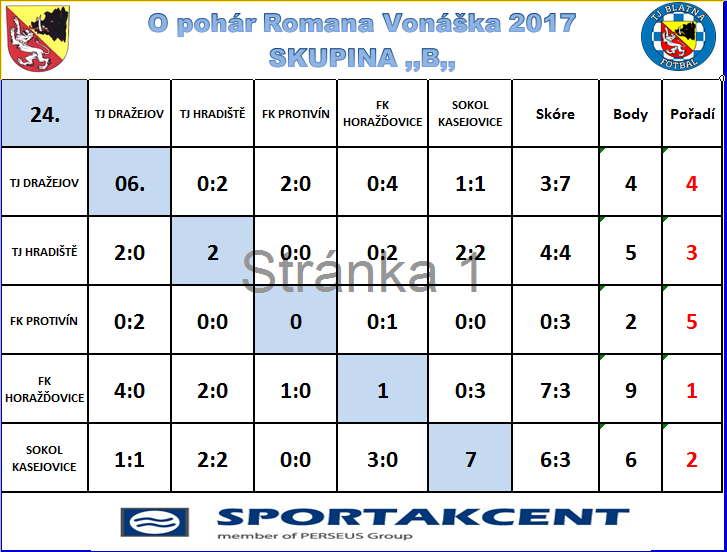 O pohár Romana Vonáška 2017
SKUPINA „B„
TJ BLATNÁ
FOTBAL
24. TJ DRAŽEJOV TJ HRADIŠTĚ FK PROTIVÍN FK HORAŽĎOVICE SOKOL KASEJOVICE Skóre Body Pořadí
TJ DRAŽEJOV 06. 0:2 2:0 0:4 1:1 3:7 4 4
TJ HRADIŠTĚ 2:0 2 0:0 0:2 2:2 4:4 5 3
Stránka 1
FK PROTIVÍN 0:2 0:0 0 0:1 0:0 0:3 2 5
FK HORAŽĎOVICE 4:0 2:0 1:0 1 0:3 7:3 9 1
SOKOL KASEJOVICE 1:1 2:2 0:0 3:0 7 6:3 6 2
SPORTAKCENT
member of PERSEUS Group